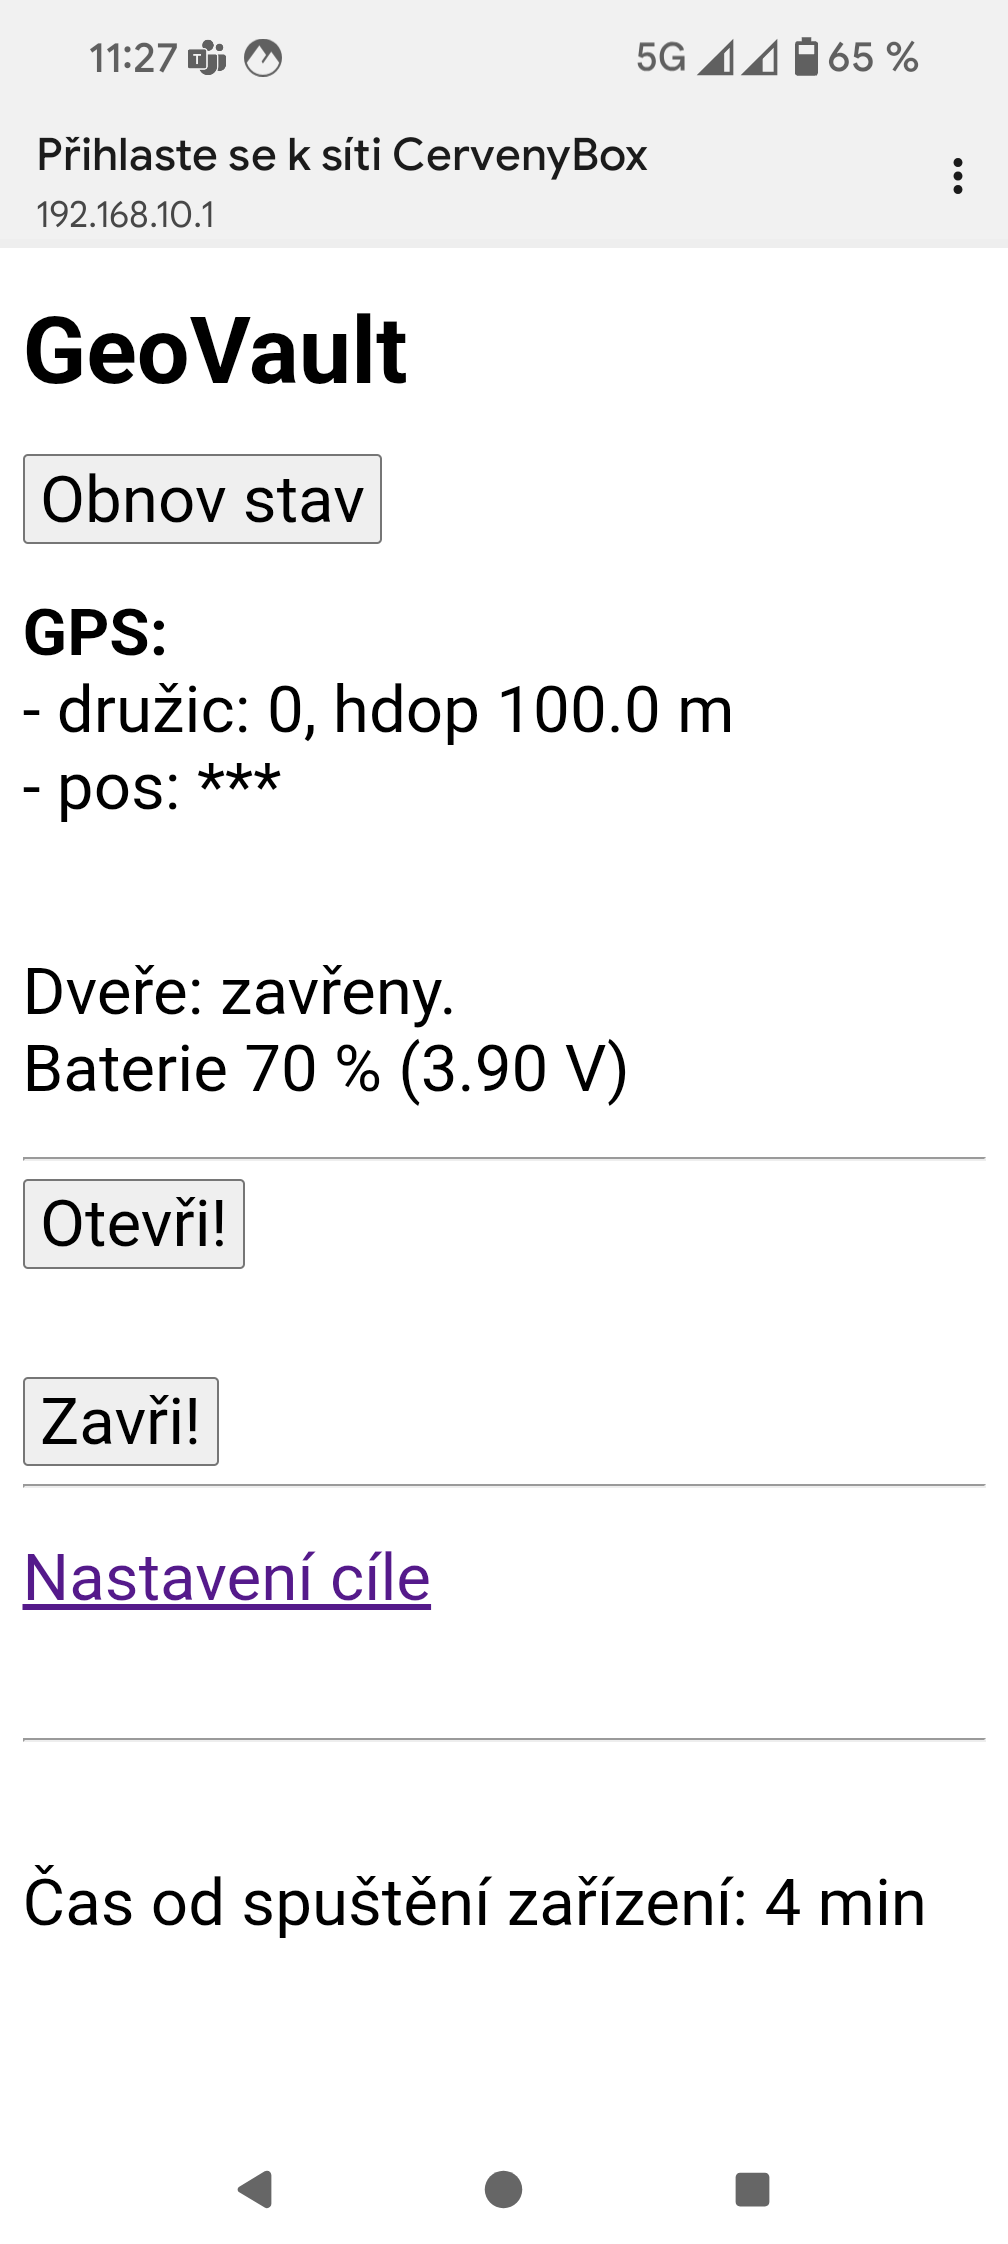 11:27
5G 65 %
Přihlaste se k síti CervenyBox
192.168.10.1
GeoVault
Obnov stav
GPS:
- družic: 0, hdop 100.0 m
- pos: ***
Dveře: zavřeny.
Baterie 70 % (3.90 V)
Otevři!
Zavři!
Nastavení cíle
Čas od spuštění zařízení: 4 min